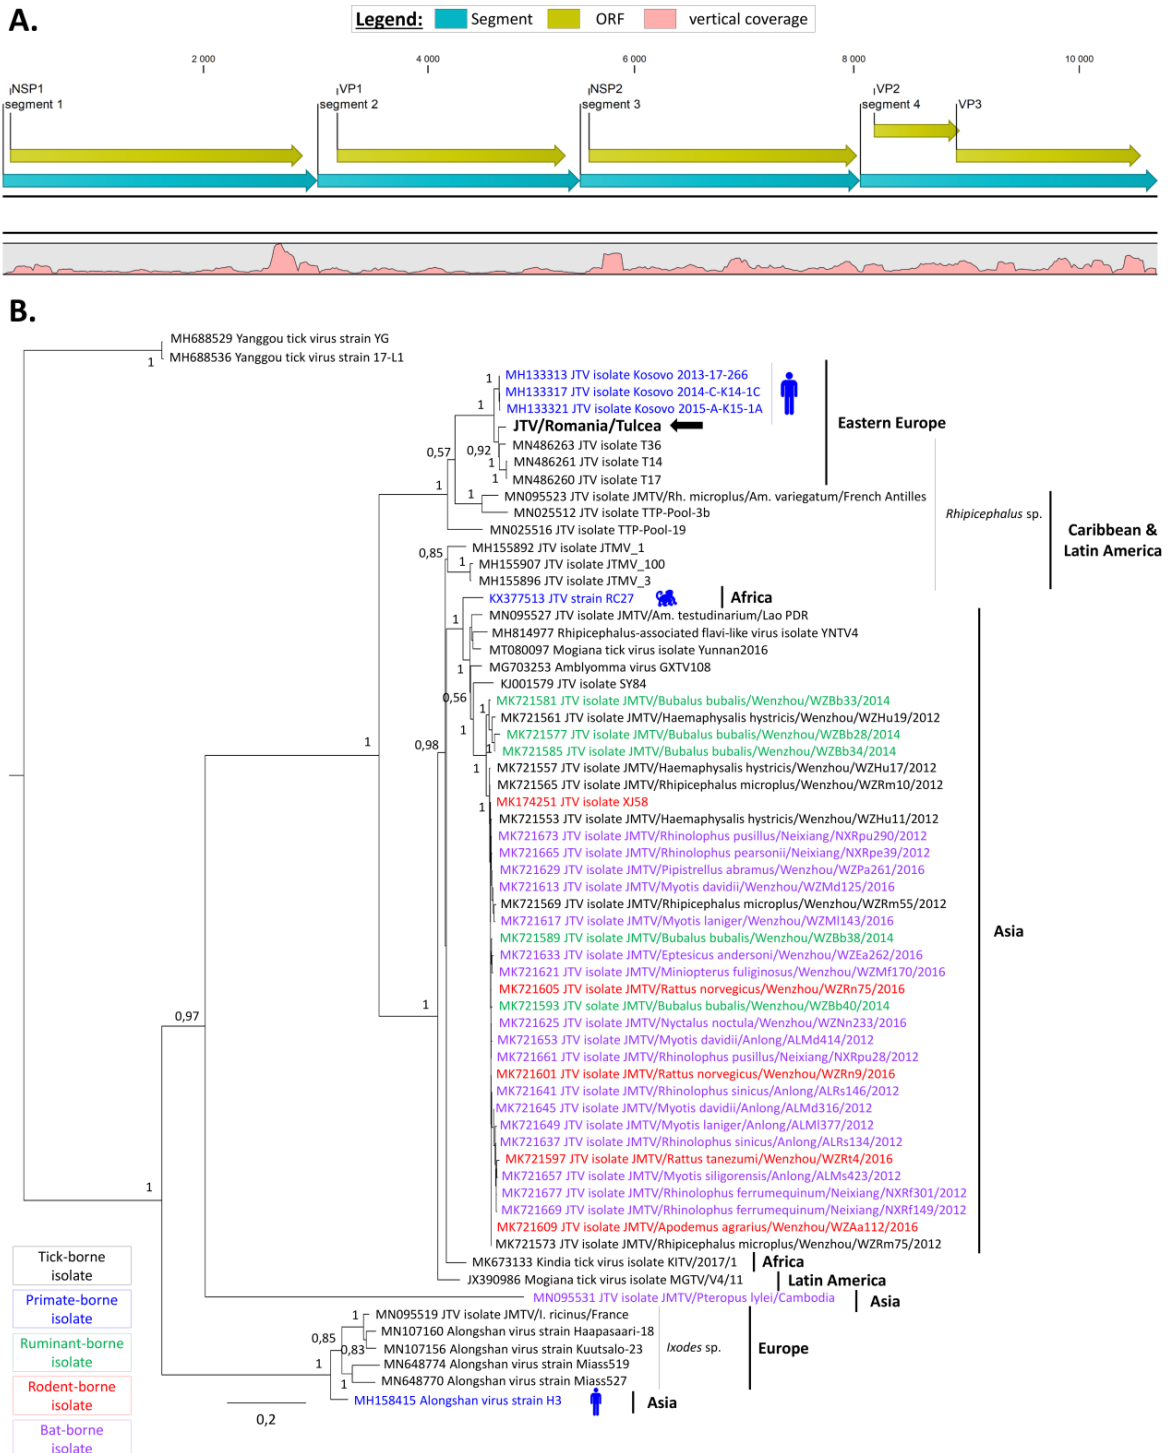 A.
Legend: Segment ORF vertical coverage
2 000 4 000 6 000 8 000 10 000
NSP1 VP1 NSP2 VP2
segment 1 segment 2 segment 3 segment 4 VP3
B.
MH688529 Yanggou tick virus strain YG
1 MH688536 Yanggou tick virus strain 17-L1
1 MH133313 JTV isolate Kosovo 2013-17-266
MH133317 JTV isolate Kosovo 2014-C-K14-1C
1 MH133321 JTV isolate Kosovo 2015-A-K15-1A
JTV/Romania/Tulcea
Eastern Europe
0,57 0,92 MN486263 JTV isolate T36
1 MN486261 JTV isolate T14
1 MN486260 JTV isolate T17
1 1 MN095523 JTV isolate JMTV/Rh. microplus/Am. variegatum/French Antilles
MN025512 JTV isolate TTP-Pool-3b
Rhipicephalus sp.
MN025516 JTV isolate TTP-Pool-19
Caribbean &
Latin America
0,85 MH155892 JTV isolate JTMV_1
1 MH155907 JTV isolate JTMV_100
MH155896 JTV isolate JTMV_3
KX377513 JTV strain RC27 Africa
MN095527 JTV isolate JMTV/Am. testudinarium/Lao PDR
1 MH814977 Rhipicephalus-associated flavi-like virus isolate YNTV4
MT080097 Mogiana tick virus isolate Yunnan2016
1 MG703253 Amblyomma virus GXTV108
KJ001579 JTV isolate SY84
0,56 MK721581 JTV isolate JMTV/Bubalus bubalis/Wenzhou/WZBb33/2014
1 MK721561 JTV isolate JMTV/Haemaphysalis hystricis/Wenzhou/WZHu19/2012
1 MK721577 JTV isolate JMTV/Bubalus bubalis/Wenzhou/WZBb28/2014
1 0,98 1 MK721585 JTV isolate JMTV/Bubalus bubalis/Wenzhou/WZBb34/2014
1 MK721557 JTV isolate JMTV/Haemaphysalis hystricis/Wenzhou/WZHu17/2012
MK721565 JTV isolate JMTV/Rhipicephalus microplus/Wenzhou/WZRm10/2012
1 MK174251 JTV isolate XJ58
MK721553 JTV isolate JMTV/Haemaphysalis hystricis/Wenzhou/WZHu11/2012
MK721673 JTV isolate JMTV/Rhinolophus pusillus/Neixiang/NXRpu290/2012
MK721665 JTV isolate JMTV/Rhinolophus pearsonii/Neixiang/NXRpe39/2012
MK721629 JTV isolate JMTV/Pipistrellus abramus/Wenzhou/WZPa261/2016
MK721613 JTV isolate JMTV/Myotis davidii/Wenzhou/WZMd125/2016
MK721569 JTV isolate JMTV/Rhipicephalus microplus/Wenzhou/WZRm55/2012
MK721617 JTV isolate JMTV/Myotis laniger/Wenzhou/WZMl143/2016
Asia
MK721589 JTV isolate JMTV/Bubalus bubalis/Wenzhou/WZBb38/2014
MK721633 JTV isolate JMTV/Eptesicus andersoni/Wenzhou/WZEa262/2016
MK721621 JTV isolate JMTV/Miniopterus fuliginosus/Wenzhou/WZMf170/2016
MK721605 JTV isolate JMTV/Rattus norvegicus/Wenzhou/WZRn75/2016
1 MK721593 JTV solate JMTV/Bubalus bubalis/Wenzhou/WZBb40/2014
0,97 MK721625 JTV isolate JMTV/Nyctalus noctula/Wenzhou/WZNn233/2016
MK721653 JTV isolate JMTV/Myotis davidii/Anlong/ALMd414/2012
MK721661 JTV isolate JMTV/Rhinolophus pusillus/Neixiang/NXRpu28/2012
MK721601 JTV isolate JMTV/Rattus norvegicus/Wenzhou/WZRn9/2016
MK721641 JTV isolate JMTV/Rhinolophus sinicus/Anlong/ALRs146/2012
MK721645 JTV isolate JMTV/Myotis davidii/Anlong/ALMd316/2012
MK721649 JTV isolate JMTV/Myotis laniger/Anlong/ALMl377/2012
MK721637 JTV isolate JMTV/Rhinolophus sinicus/Anlong/ALRs134/2012
MK721597 JTV isolate JMTV/Rattus tanezumi/Wenzhou/WZRt4/2016
MK721657 JTV isolate JMTV/Myotis siligorensis/Anlong/ALMs423/2012
1 MK721677 JTV isolate JMTV/Rhinolophus ferrumequinum/Neixiang/NXRf301/2012
MK721669 JTV isolate JMTV/Rhinolophus ferrumequinum/Neixiang/NXRf149/2012
MK721609 JTV isolate JMTV/Apodemus agrarius/Wenzhou/WZAa112/2016
MK721573 JTV isolate JMTV/Rhipicephalus microplus/Wenzhou/WZRm75/2012
MK673133 Kindia tick virus isolate KITV/2017/1 Africa
JX390986 Mogiana tick virus isolate MGTV/V4/11 Latin America
MN095531 JTV isolate JMTV/Pteropus lylei/Cambodia Asia
1 MN095519 JTV isolate JMTV/I. ricinus/France
0,85 MN107160 Alongshan virus strain Haapasaari-18
0,83 MN107156 Alongshan virus strain Kuutsalo-23
Ixodes sp. Europe
1 MN648774 Alongshan virus strain Miass519
1 MN648770 Alongshan virus strain Miass527
MH158415 Alongshan virus strain H3 Asia
0,2
Tick-borne
isolate
Primate-borne
isolate
Ruminant-borne
isolate
Rodent-borne
isolate
Bat-borne
isolate